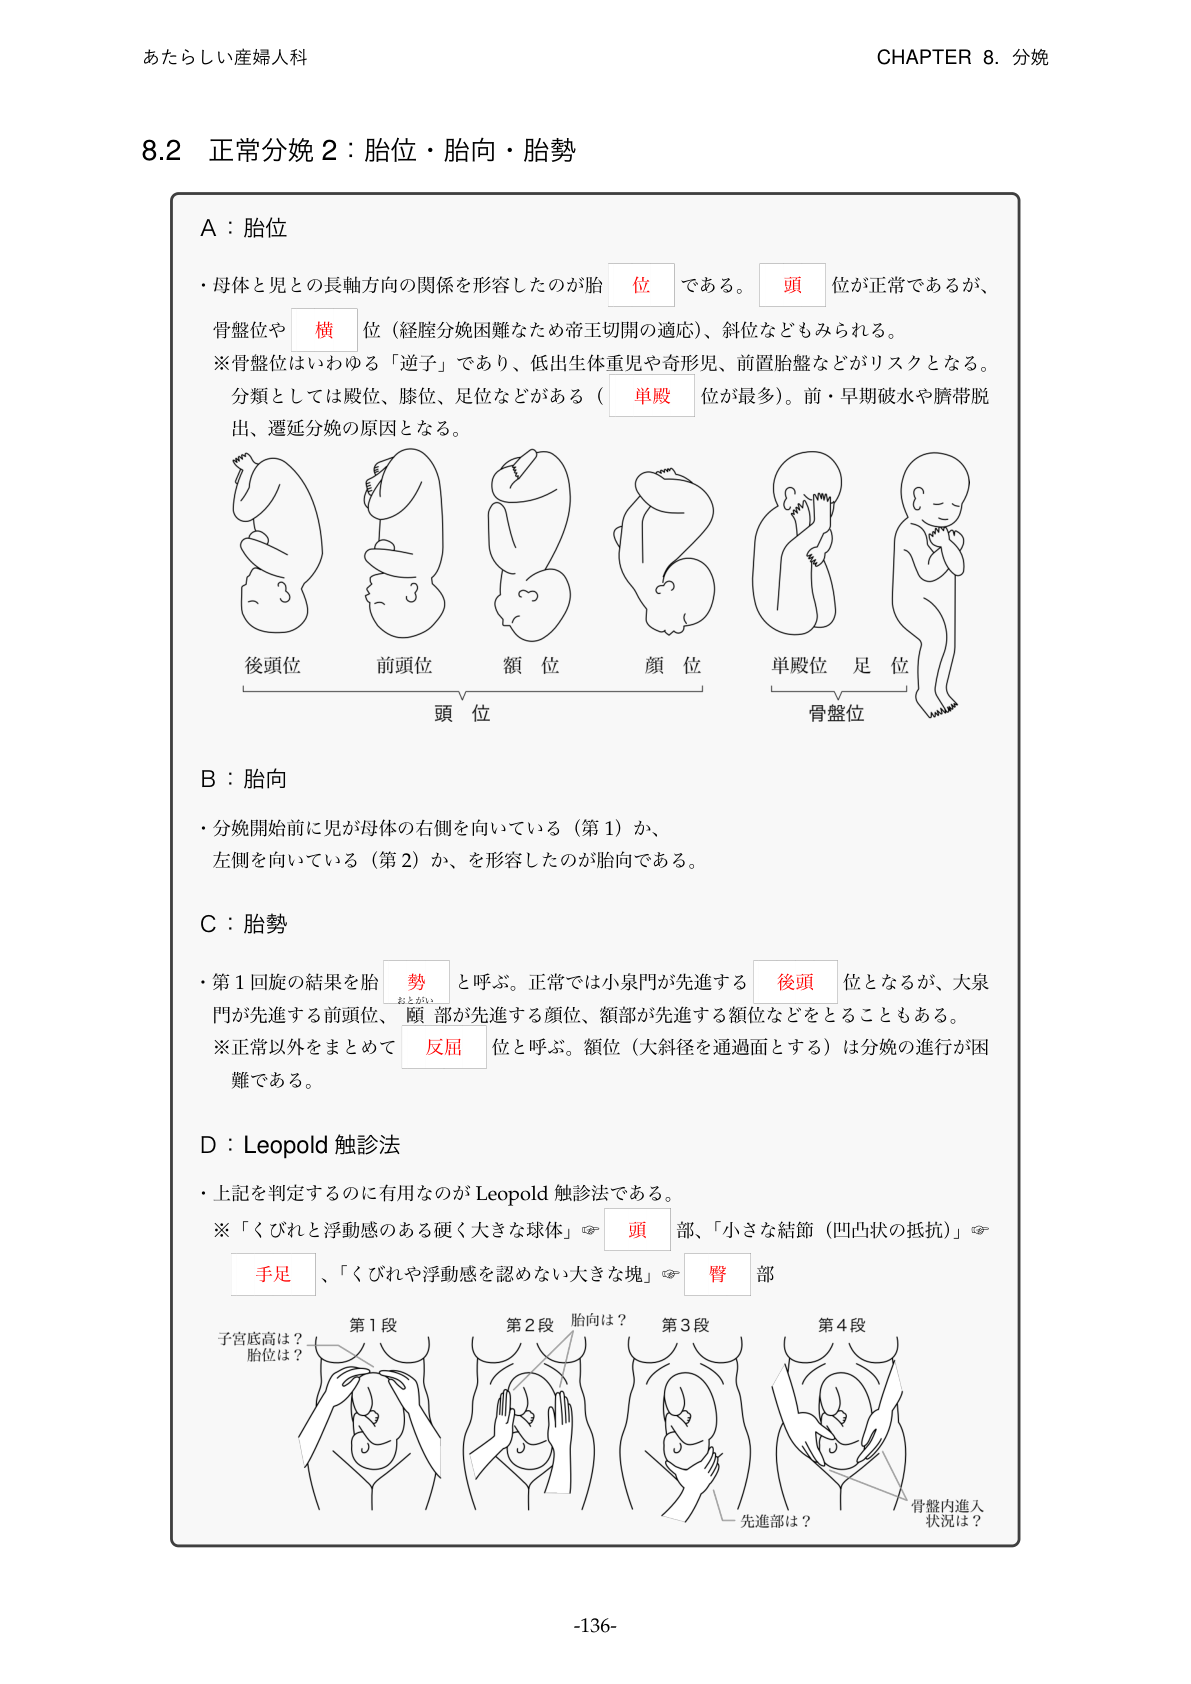 あたらしい産婦人科
CHAPTER 8. 分娩
8.2 正常分娩 2：胎位・胎向・胎勢
A：胎位
・母体と児との長軸方向の関係を形容したのが胎 位 である。 頭 位が正常であるが、
骨盤位や 横 位（経腟分娩困難なため帝王切開の適応）、斜位などもみられる。
※骨盤位はいわゆる「逆子」であり、低出生体重児や奇形児、前置胎盤などがリスクとなる。
分類としては殿位、膝位、足位などがある（ 単殿 位が最多）。前・早期破水や臍帯脱
出、遷延分娩の原因となる。
後頭位 前頭位 額 位 顔 位 単殿位 足 位
頭 位 骨盤位
B：胎向
・分娩開始前に児が母体の右側を向いている（第 1）か、
左側を向いている（第 2）か、を形容したのが胎向である。
C：胎勢
・第 1 回旋の結果を胎 勢 と呼ぶ。正常では小泉門が先進する 後頭 位となるが、大泉
おとがい
門が先進する前頭位、 頤 部が先進する顔位、額部が先進する額位などをとることもある。
※正常以外をまとめて 反屈 位と呼ぶ。額位（大斜径を通過面とする）は分娩の進行が困
難である。
D：Leopold 触診法
・上記を判定するのに有用なのが Leopold 触診法である。
※「くびれと浮動感のある硬く大きな球体」☞ 頭 部、「小さな結節（凹凸状の抵抗）」☞
手足 、「くびれや浮動感を認めない大きな塊」☞ 臀 部
第1段 第2段 胎向は？ 第3段 第4段
子宮底高は？
胎位は？
先進部は？
骨盤内進入
状況は？
-136-